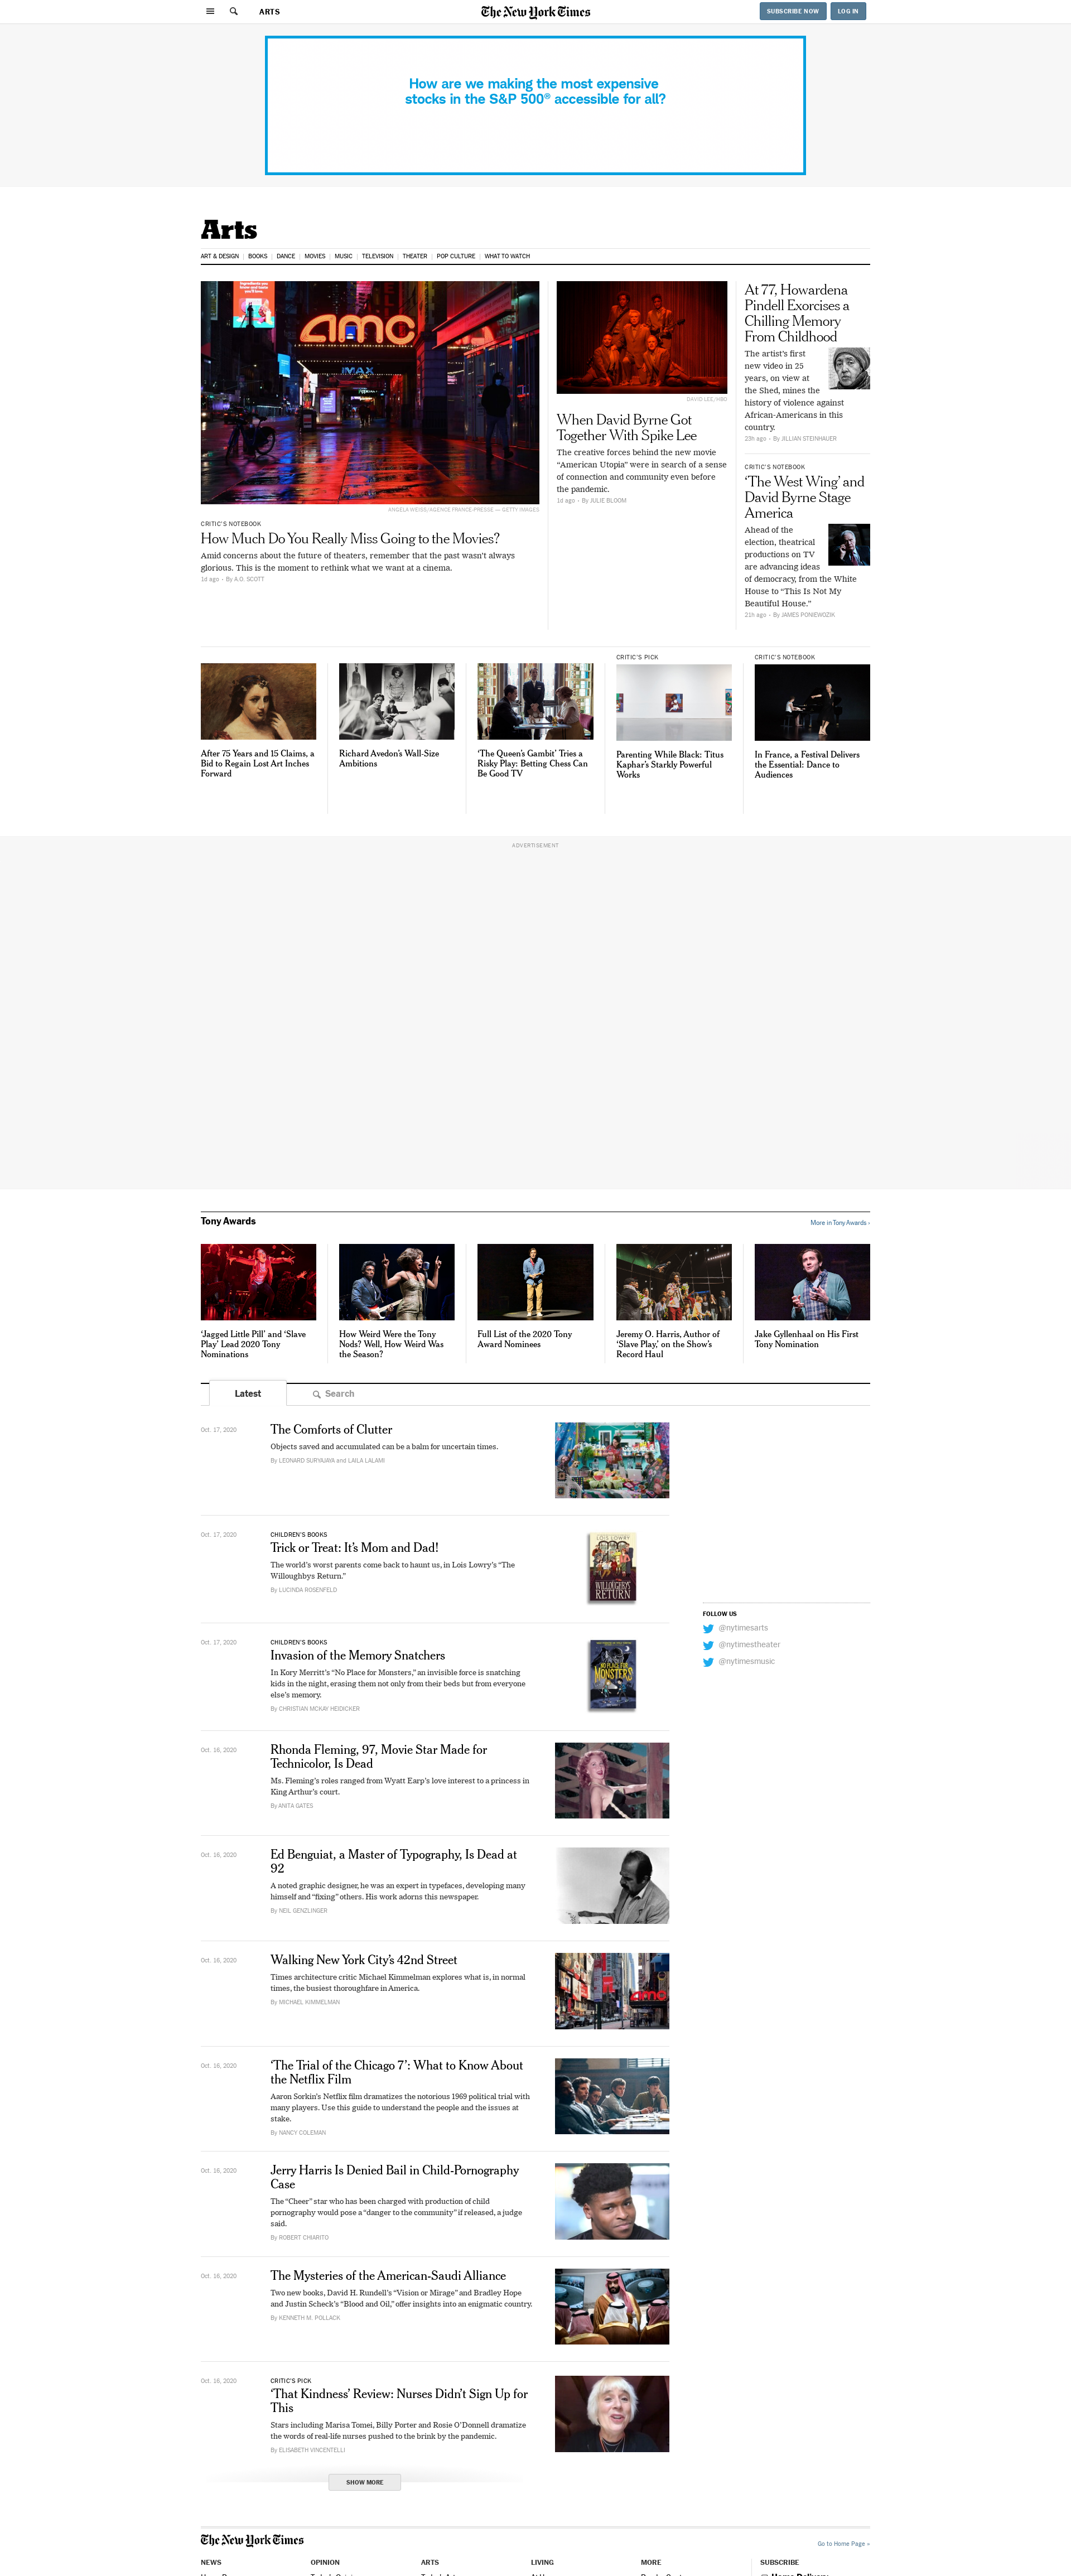 ARTS
The New York Times
SUBSCRIBE NOW
LOG IN
How are we making the most expensive
stocks in the S&P 500® accessible for all?
Arts
ART & DESIGN
BOOKS
DANCE
MOVIES
MUSIC
TELEVISION
THEATER
POP CULTURE
WHAT TO WATCH
amc
IMAX
ANGELA WEISS/AGENCE FRANCE-PRESSE — GETTY IMAGES
CRITIC'S NOTEBOOK
How Much Do You Really Miss Going to the Movies?
Amid concerns about the future of theaters, remember that the past wasn't always
glorious. This is the moment to rethink what we want at a cinema.
1d ago - By A.O. SCOTT
DAVID LEE/HBO
When David Byrne Got
Together With Spike Lee
The creative forces behind the new movie
“American Utopia” were in search of a sense
of connection and community even before
the pandemic.
1d ago - By JULIE BLOOM
At 77, Howardena
Pindell Exorcises a
Chilling Memory
From Childhood
The artist's first
new video in 25
years, on view at
the Shed, mines the
history of violence against
African-Americans in this
country.
23h ago - By JILLIAN STEINHAUER
CRITIC'S NOTEBOOK
‘The West Wing’ and
David Byrne Stage
America
Ahead of the
election, theatrical
productions on TV
are advancing ideas
of democracy, from the White
House to “This Is Not My
Beautiful House.”
21h ago - By JAMES PONIEWOZIK
After 75 Years and 15 Claims, a
Bid to Regain Lost Art Inches
Forward
Richard Avedon's Wall-Size
Ambitions
‘The Queen's Gambit’ Tries a
Risky Play: Betting Chess Can
Be Good TV
CRITIC'S PICK
Parenting While Black: Titus
Kaphar's Starkly Powerful
Works
CRITIC'S NOTEBOOK
In France, a Festival Delivers
the Essential: Dance to
Audiences
ADVERTISEMENT
Tony Awards
More in Tony Awards ›
‘Jagged Little Pill’ and ‘Slave
Play’ Lead 2020 Tony
Nominations
How Weird Were the Tony
Nods? Well, How Weird Was
the Season?
Full List of the 2020 Tony
Award Nominees
Jeremy O. Harris, Author of
‘Slave Play,’ on the Show's
Record Haul
Jake Gyllenhaal on His First
Tony Nomination
Latest
Search
Oct. 17, 2020
The Comforts of Clutter
Objects saved and accumulated can be a balm for uncertain times.
By LEONARD SURYAJAYA and LAILA LALAMI
Oct. 17, 2020
CHILDREN'S BOOKS
Trick or Treat: It's Mom and Dad!
The world's worst parents come back to haunt us, in Lois Lowry's “The
Willoughbys Return.”
By LUCINDA ROSENFELD
LOIS LOWRY
WILLOUGHBYS
RETURN
Oct. 17, 2020
CHILDREN'S BOOKS
Invasion of the Memory Snatchers
In Kory Merritt's “No Place for Monsters,” an invisible force is snatching
kids in the night, erasing them not only from their beds but from everyone
else's memory.
By CHRISTIAN MCKAY HEIDICKER
NO PLACE FOR
MONSTERS
FOLLOW US
@nytimesarts
@nytimestheater
@nytimesmusic
Oct. 16, 2020
Rhonda Fleming, 97, Movie Star Made for
Technicolor, Is Dead
Ms. Fleming's roles ranged from Wyatt Earp's love interest to a princess in
King Arthur's court.
By ANITA GATES
Oct. 16, 2020
Ed Benguiat, a Master of Typography, Is Dead at
92
A noted graphic designer, he was an expert in typefaces, developing many
himself and “fixing” others. His work adorns this newspaper.
By NEIL GENZLINGER
Oct. 16, 2020
Walking New York City's 42nd Street
Times architecture critic Michael Kimmelman explores what is, in normal
times, the busiest thoroughfare in America.
By MICHAEL KIMMELMAN
amc
Oct. 16, 2020
‘The Trial of the Chicago 7’: What to Know About
the Netflix Film
Aaron Sorkin's Netflix film dramatizes the notorious 1969 political trial with
many players. Use this guide to understand the people and the issues at
stake.
By NANCY COLEMAN
Oct. 16, 2020
Jerry Harris Is Denied Bail in Child-Pornography
Case
The “Cheer” star who has been charged with production of child
pornography would pose a “danger to the community” if released, a judge
said.
By ROBERT CHIARITO
Oct. 16, 2020
The Mysteries of the American-Saudi Alliance
Two new books, David H. Rundell's “Vision or Mirage” and Bradley Hope
and Justin Scheck's “Blood and Oil,” offer insights into an enigmatic country.
By KENNETH M. POLLACK
Oct. 16, 2020
CRITIC'S PICK
‘That Kindness’ Review: Nurses Didn't Sign Up for
This
Stars including Marisa Tomei, Billy Porter and Rosie O'Donnell dramatize
the words of real-life nurses pushed to the brink by the pandemic.
By ELISABETH VINCENTELLI
SHOW MORE
The New York Times
Go to Home Page »
NEWS
OPINION
ARTS
LIVING
MORE
SUBSCRIBE